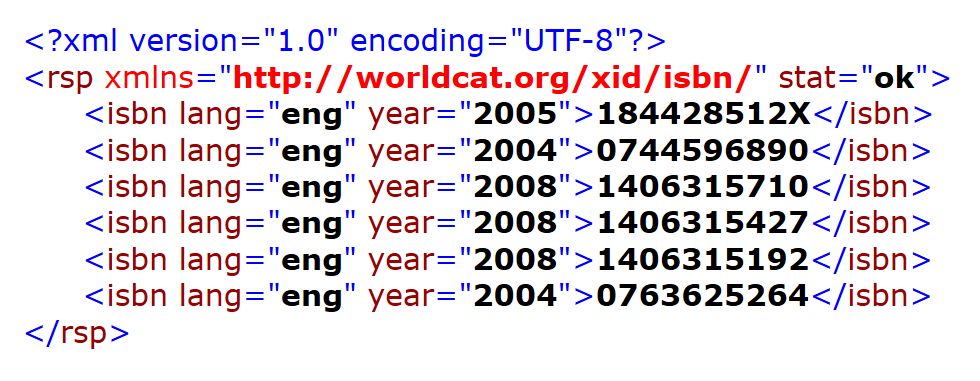 <?xml version="1.0" encoding="UTF-8"?>
<rsp xmlns="http://worldcat.org/xid/isbn/" stat="ok">
<isbn lang="eng" year="2005">184428512X</isbn>
<isbn lang="eng" year="2004">0744596890</isbn>
<isbn lang="eng" year="2008">1406315710</isbn>
<isbn lang="eng" year="2008">1406315427</isbn>
<isbn lang="eng" year="2008">1406315192</isbn>
<isbn lang="eng" year="2004">0763625264</isbn>
</rsp>